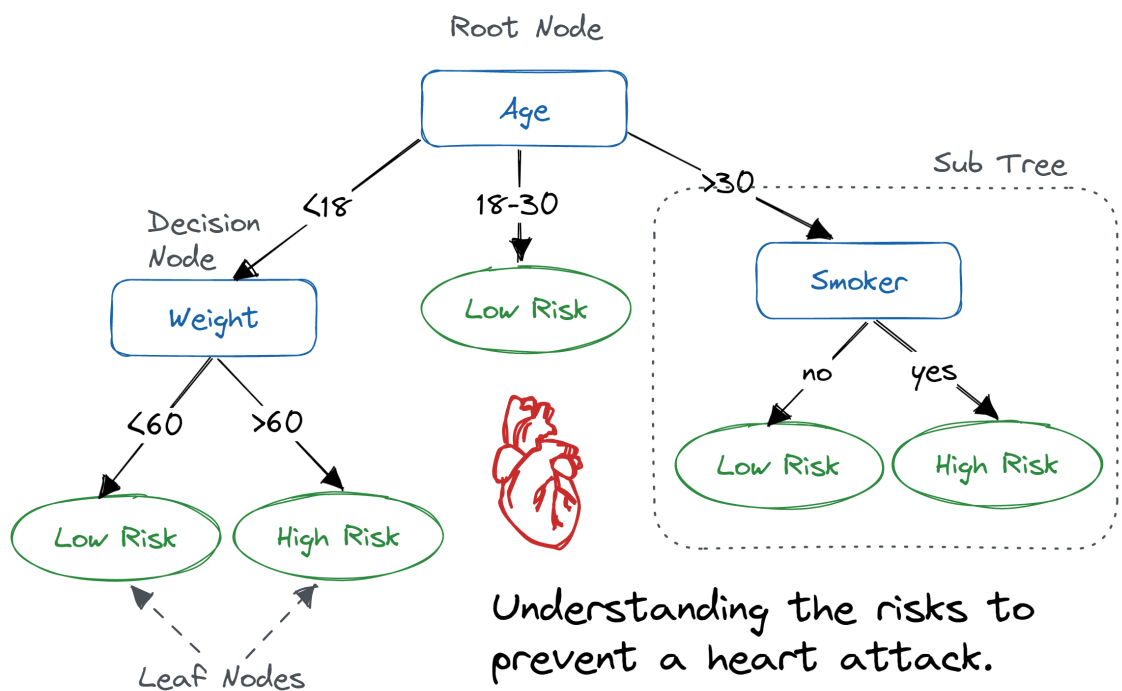 Root Node
Age
Sub Tree
<18
18-30
>30
Decision
Node
Weight
Low Risk
Smoker
<60
>60
no
yes
Low Risk
High Risk
Low Risk
High Risk
Leaf Nodes
Understanding the risks to
prevent a heart attack.